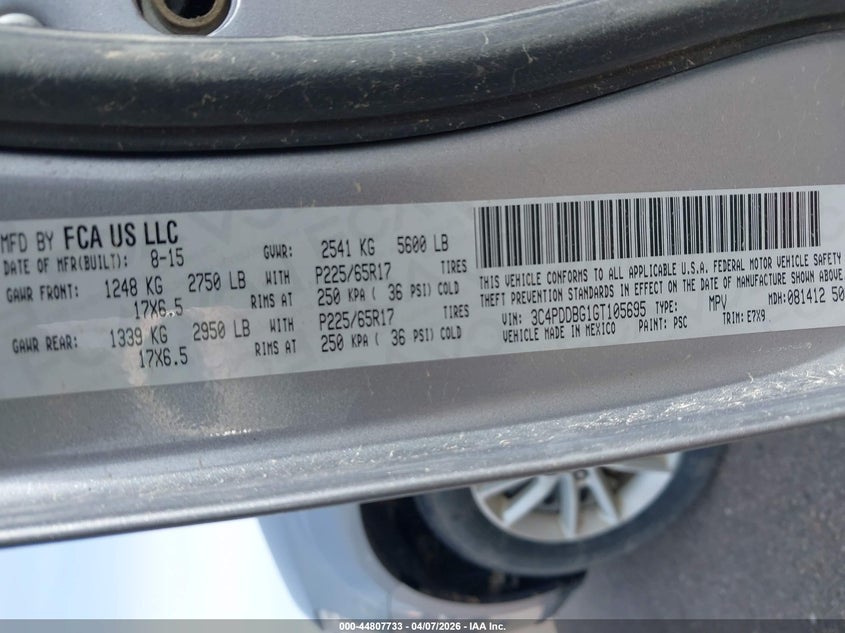 MFD BY FCA US LLC
DATE OF MFR(BUILT): 8-15 GVWR: 2541 KG 5600 LB
GAWR FRONT: 1248 KG 2750 LB WITH P225/65R17 TIRES
17X6.5 RIMS AT 250 KPA ( 36 PSI) COLD
GAWR REAR: 1339 KG 2950 LB WITH P225/65R17 TIRES
17X6.5 RIMS AT 250 KPA ( 36 PSI) COLD
THIS VEHICLE CONFORMS TO ALL APPLICABLE U.S.A. FEDERAL MOTOR VEHICLE SAFETY
THEFT PREVENTION STANDARDS IN EFFECT ON THE DATE OF MANUFACTURE SHOWN ABOVE
VIN: 3C4PDDBG1GT105695 TYPE: MPV MDH: 081412 50
VEHICLE MADE IN MEXICO PAINT: PSC TRIM: E7X9
000-44807733 - 04/07/2026 - IAA Inc.